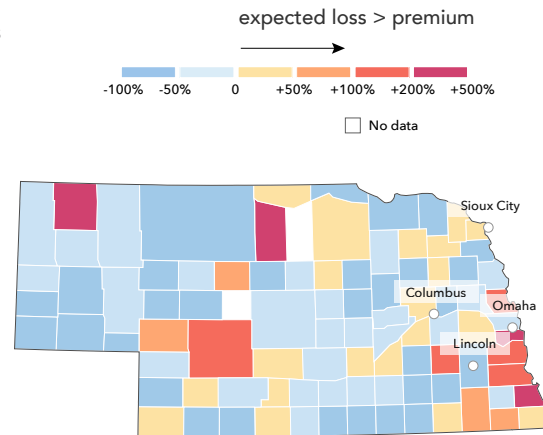 expected loss > premium
-100% -50% 0 +50% +100% +200% +500%
No data
Sioux City
Columbus
Omaha
Lincoln